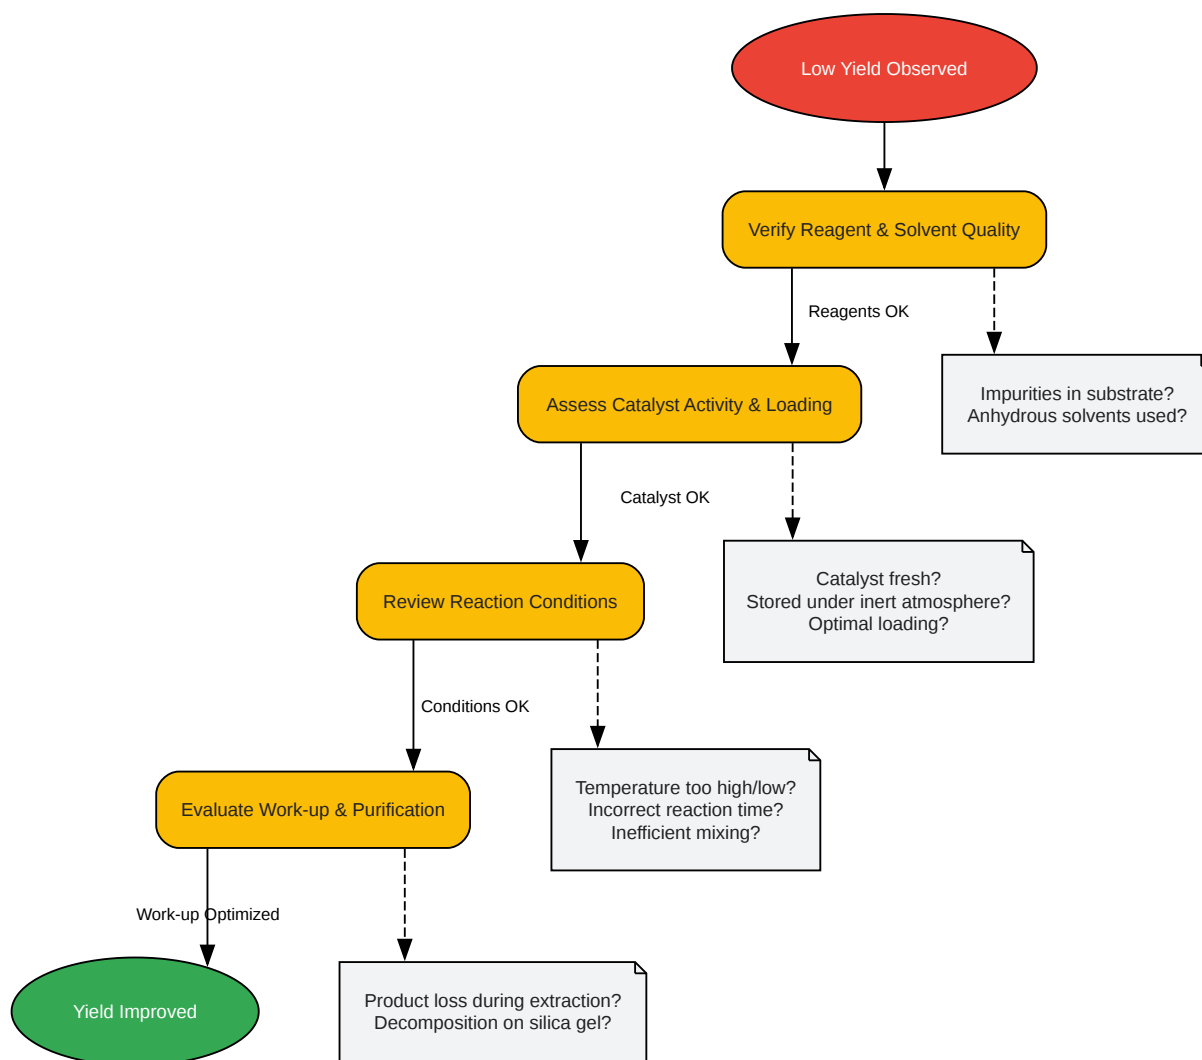 Low Yield Observed
Verify Reagent & Solvent Quality
Reagents OK
Impurities in substrate?
Anhydrous solvents used?
Assess Catalyst Activity & Loading
Catalyst OK
Catalyst fresh?
Stored under inert atmosphere?
Optimal loading?
Review Reaction Conditions
Conditions OK
Temperature too high/low?
Incorrect reaction time?
Inefficient mixing?
Evaluate Work-up & Purification
Work-up Optimized
Product loss during extraction?
Decomposition on silica gel?
Yield Improved